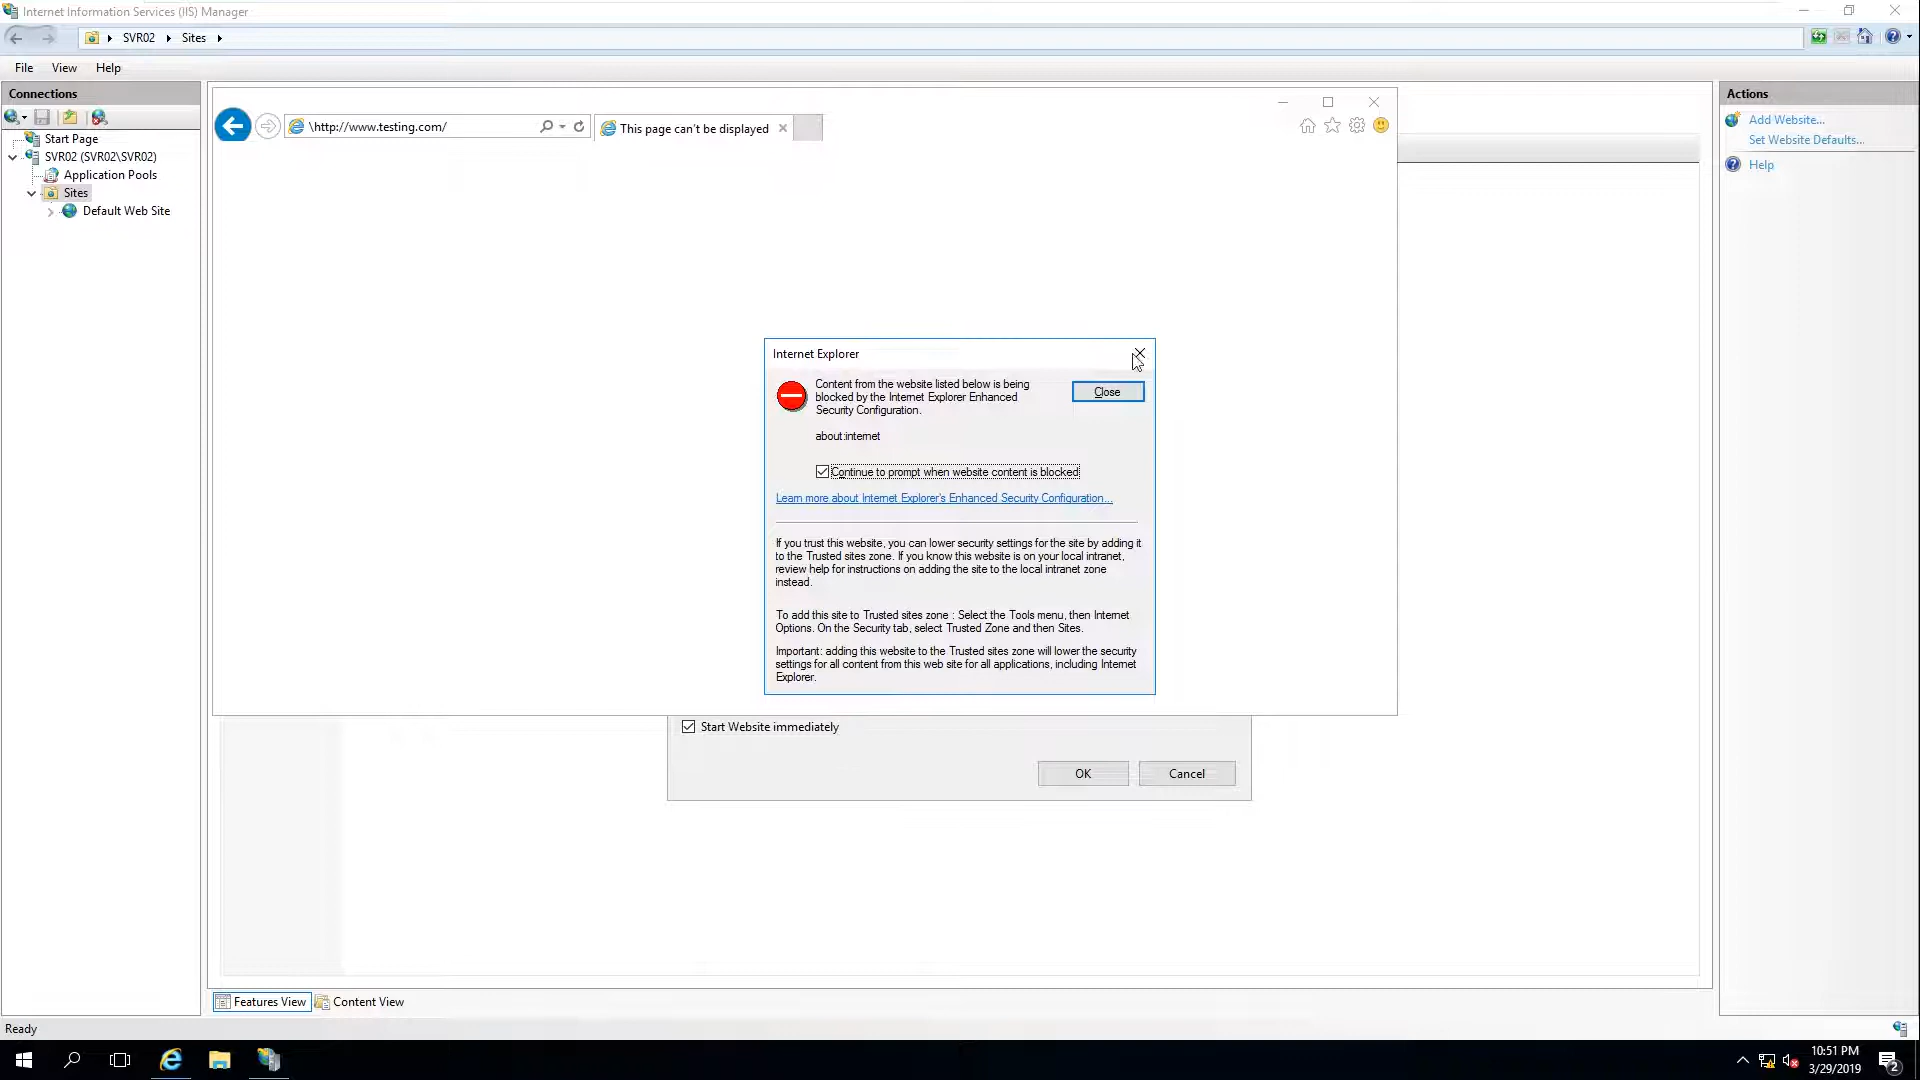 Internet Information Services (IIS) Manager
SVR02 Sites
File View Help
Connections
Start Page
SVR02 (SVR02\SVR02)
Application Pools
Sites
Default Web Site
\http://www.testing.com/
This page can't be displayed
Internet Explorer
Content from the website listed below is being
blocked by the Internet Explorer Enhanced
Security Configuration.
Close
about:internet
Continue to prompt when website content is blocked
Learn more about Internet Explorer's Enhanced Security Configuration...
If you trust this website, you can lower security settings for the site by adding it
to the Trusted sites zone. If you know this website is on your local intranet,
review help for instructions on adding the site to the local intranet zone
instead.
To add this site to Trusted sites zone : Select the Tools menu, then Internet
Options. On the Security tab, select Trusted Zone and then Sites.
Important: adding this website to the Trusted sites zone will lower the security
settings for all content from this web site for all applications, including Internet
Explorer.
Start Website immediately
OK Cancel
Actions
Add Website...
Set Website Defaults...
Help
Features View Content View
Ready
10:51 PM
3/29/2019
2